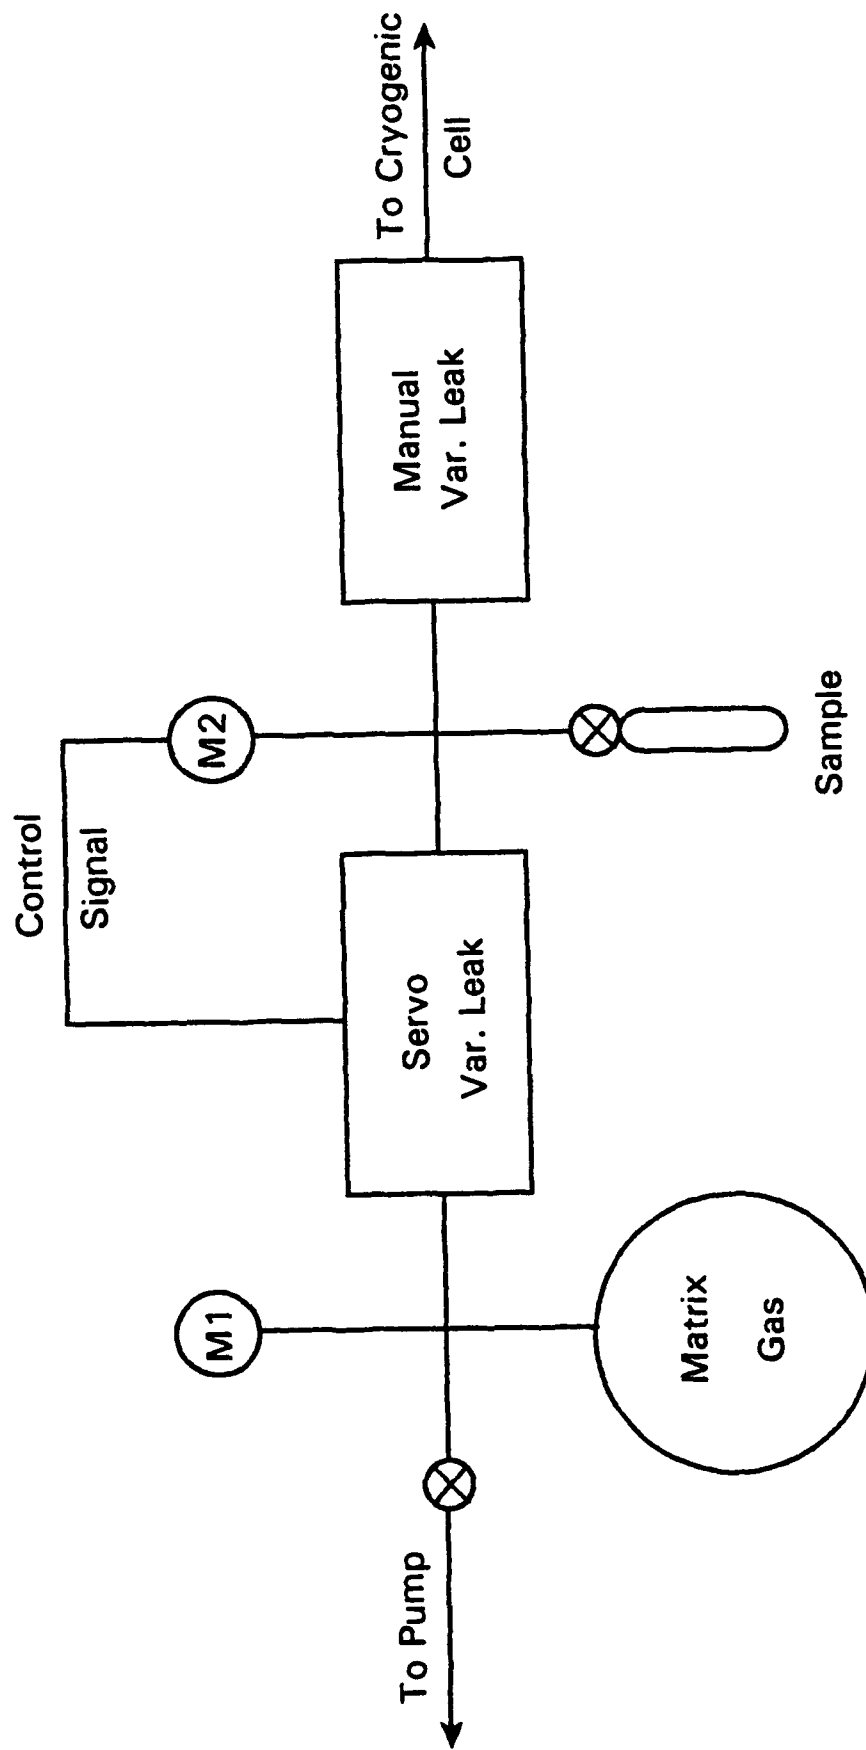 Control
Signal
M1
M2
To Pump
Servo
Var. Leak
Manual
Var. Leak
To Cryogenic
Cell
Matrix
Gas
Sample